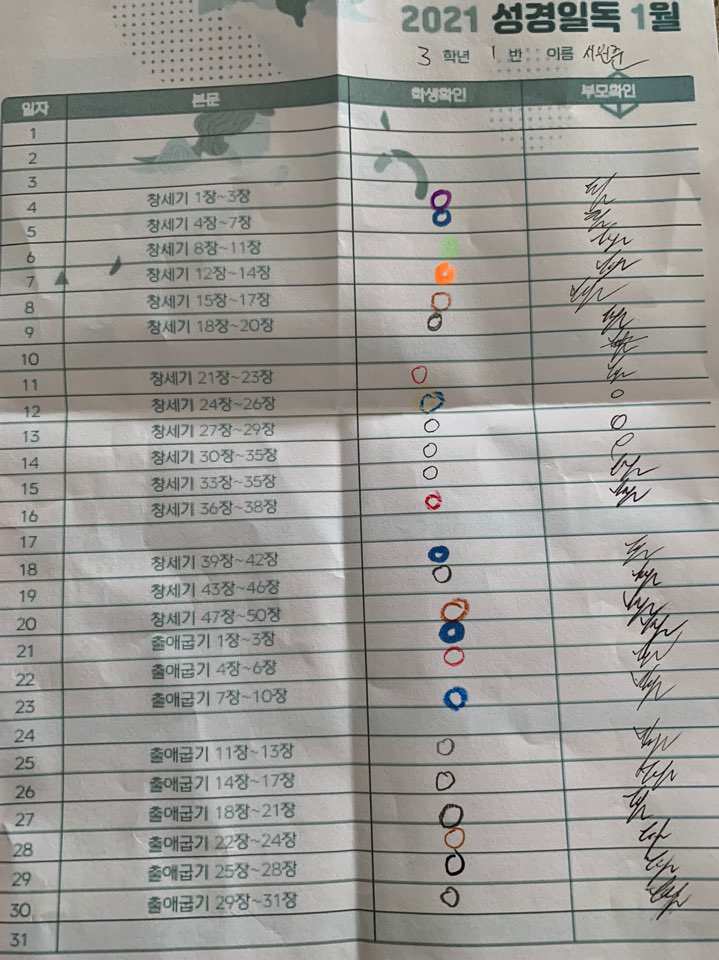 2021 성경일독 1월
3 학년 1 반 이름 서원준
일자 본문 학생확인 부모확인
1
2
3
4 창세기 1장~3장
5 창세기 4장~7장
6 창세기 8장~11장
7 창세기 12장~14장
8 창세기 15장~17장
9 창세기 18장~20장
10
11 창세기 21장~23장
12 창세기 24장~26장
13 창세기 27장~29장
14 창세기 30장~35장
15 창세기 33장~35장
16 창세기 36장~38장
17
18 창세기 39장~42장
19 창세기 43장~46장
20 창세기 47장~50장
21 출애굽기 1장~3장
22 출애굽기 4장~6장
23 출애굽기 7장~10장
24
25 출애굽기 11장~13장
26 출애굽기 14장~17장
27 출애굽기 18장~21장
28 출애굽기 22장~24장
29 출애굽기 25장~28장
30 출애굽기 29장~31장
31